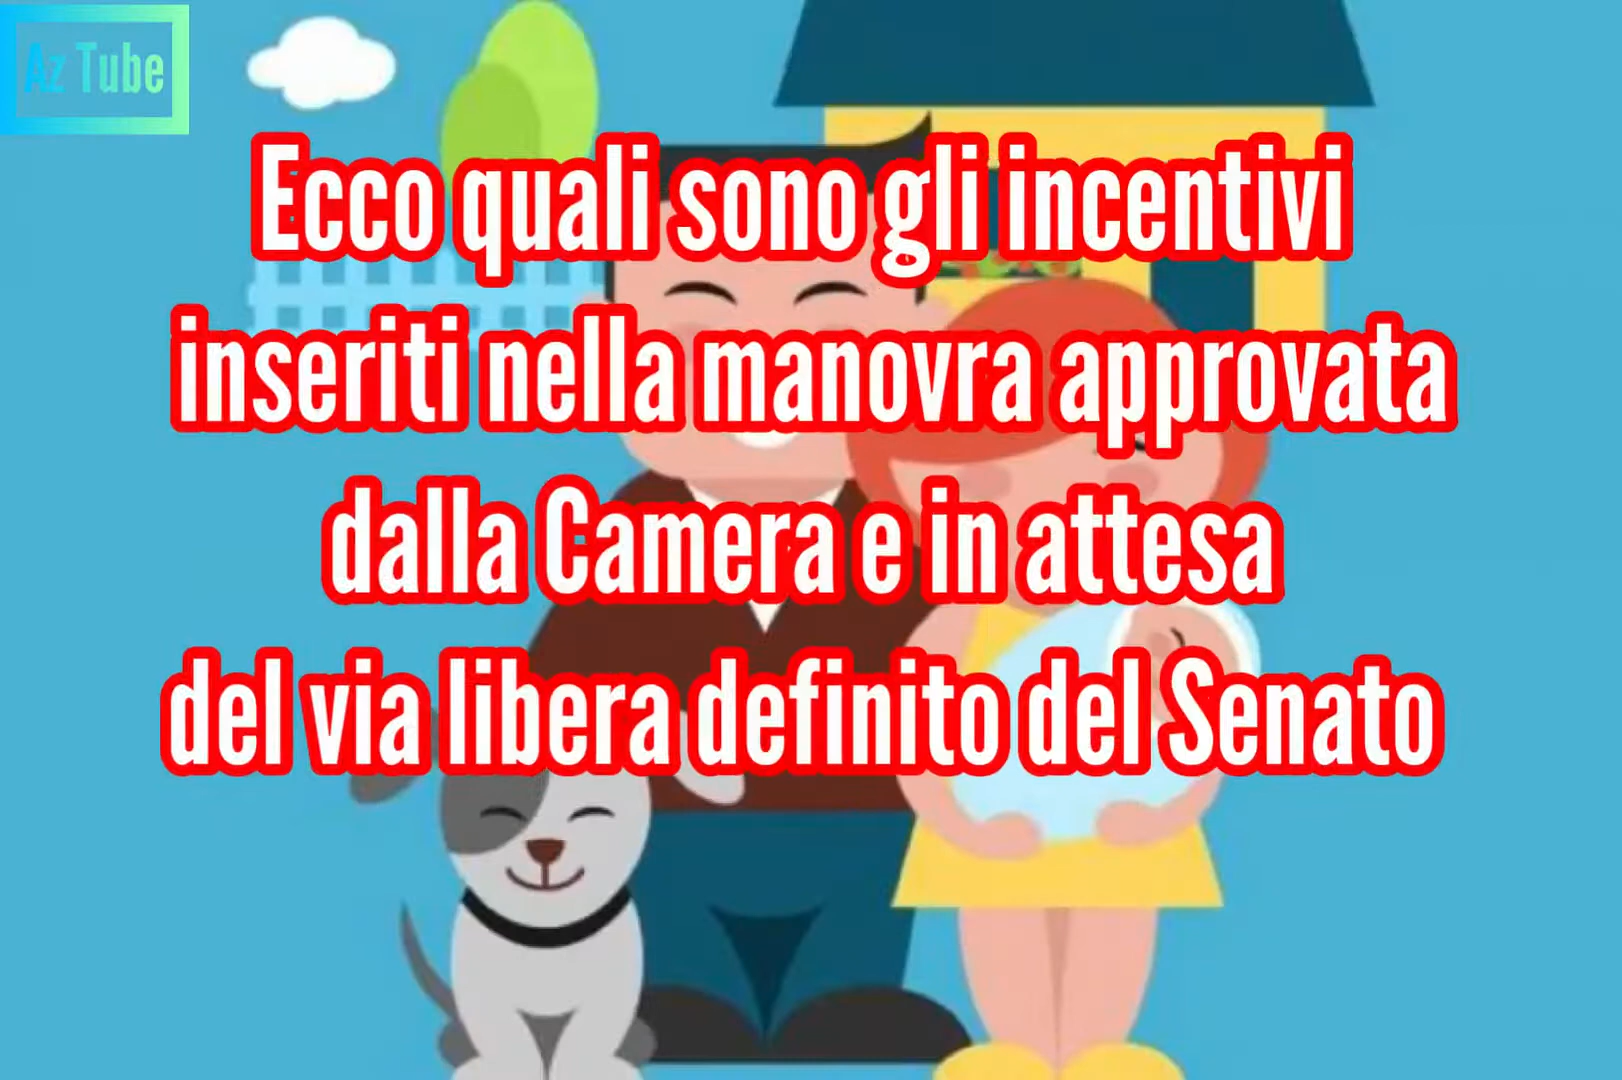 Az Tube
Ecco quali sono gli incentivi
inseriti nella manovra approvata
dalla Camera e in attesa
del via libera definito del Senato